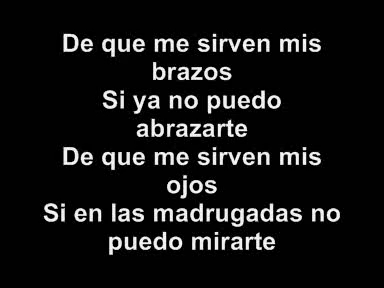 De que me sirven mis
brazos
Si ya no puedo
abrazarte
De que me sirven mis
ojos
Si en las madrugadas no
puedo mirarte